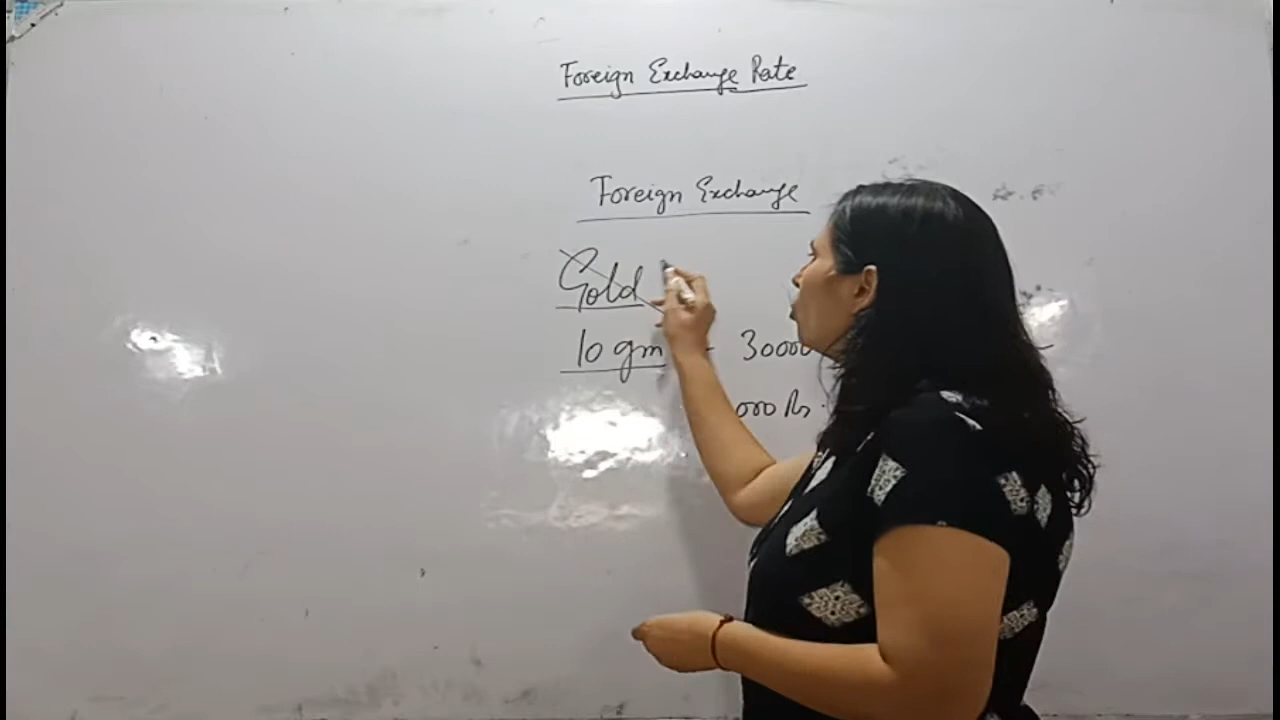 Foreign Exchange Rate
Foreign Exchange
Gold
10 gm - 30000
000 Rs.